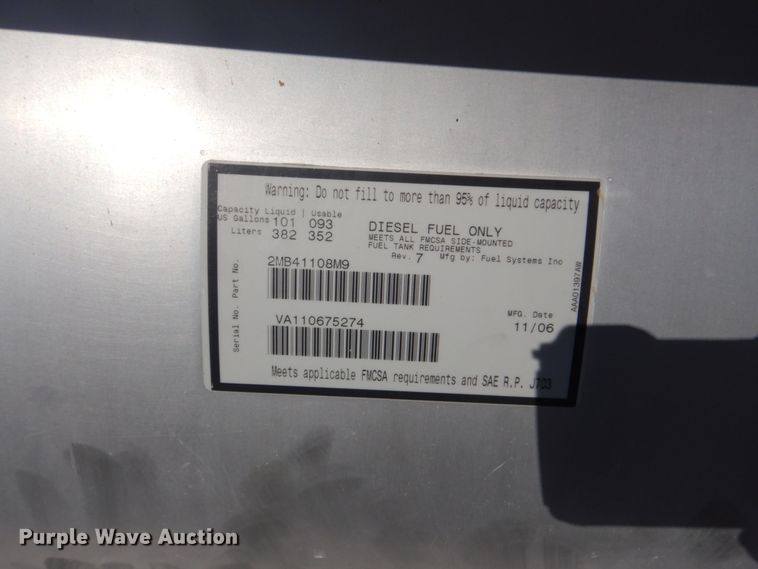 Warning: Do not fill to more than 95% of liquid capacity
Capacity Liquid | Usable
US Gallons 101 093
Liters 382 352
DIESEL FUEL ONLY
MEETS ALL FMCSA SIDE-MOUNTED
FUEL TANK REQUIREMENTS
Rev. 7 Mfg by: Fuel Systems Inc
Part No.
2MB41108M9
Serial No.
VA110675274
MFG. Date
11/06
AAA01397AW
Meets applicable FMCSA requirements and SAE R.P. J703
Purple Wave Auction